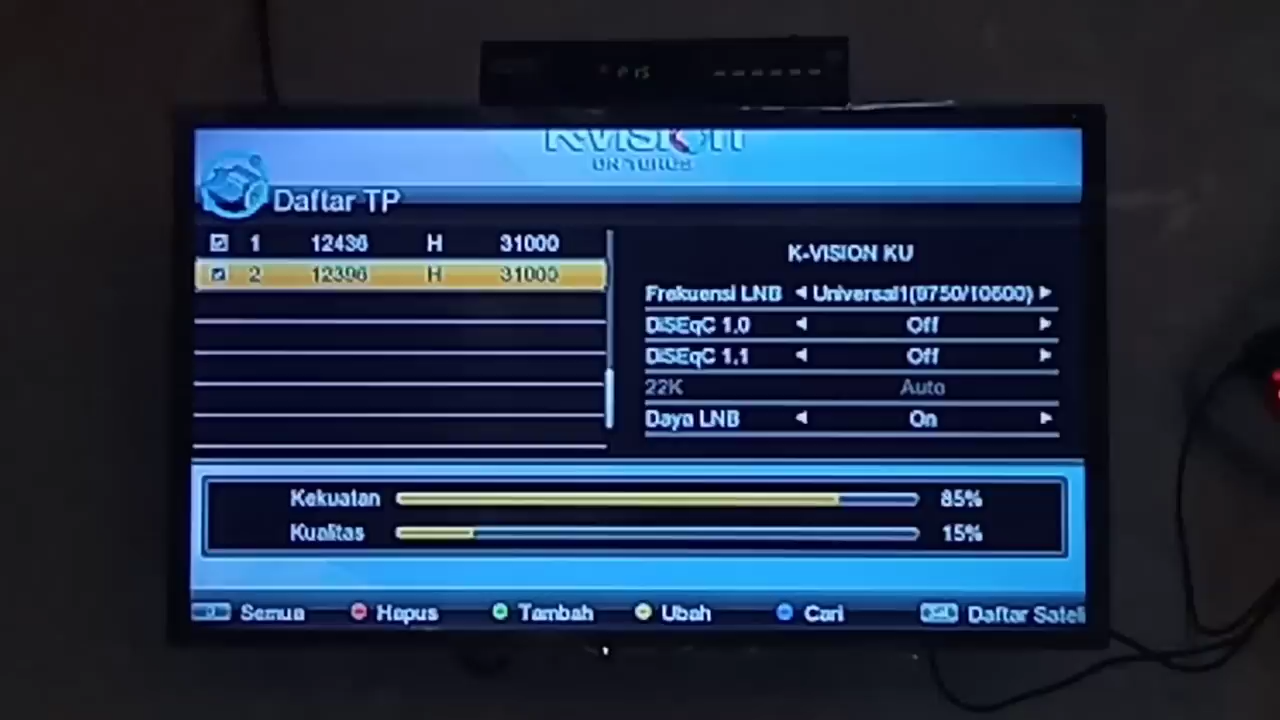 K-VISION
Daftar TP
1 12436 H 31000
2 12396 H 31000
K-VISION KU
Frekuensi LNB Universal1(9750/10600)
DiSEqC 1.0 Off
DiSEqC 1.1 Off
22K Auto
Daya LNB On
Kekuatan 85%
Kualitas 15%
Semua Hapus Tambah Ubah Cari Daftar Sateli